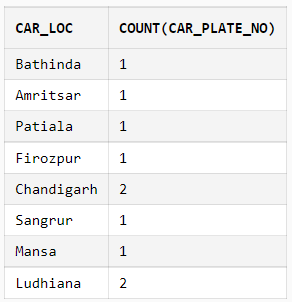 CAR_LOC COUNT(CAR_PLATE_NO)
Bathinda 1
Amritsar 1
Patiala 1
Firozpur 1
Chandigarh 2
Sangrur 1
Mansa 1
Ludhiana 2